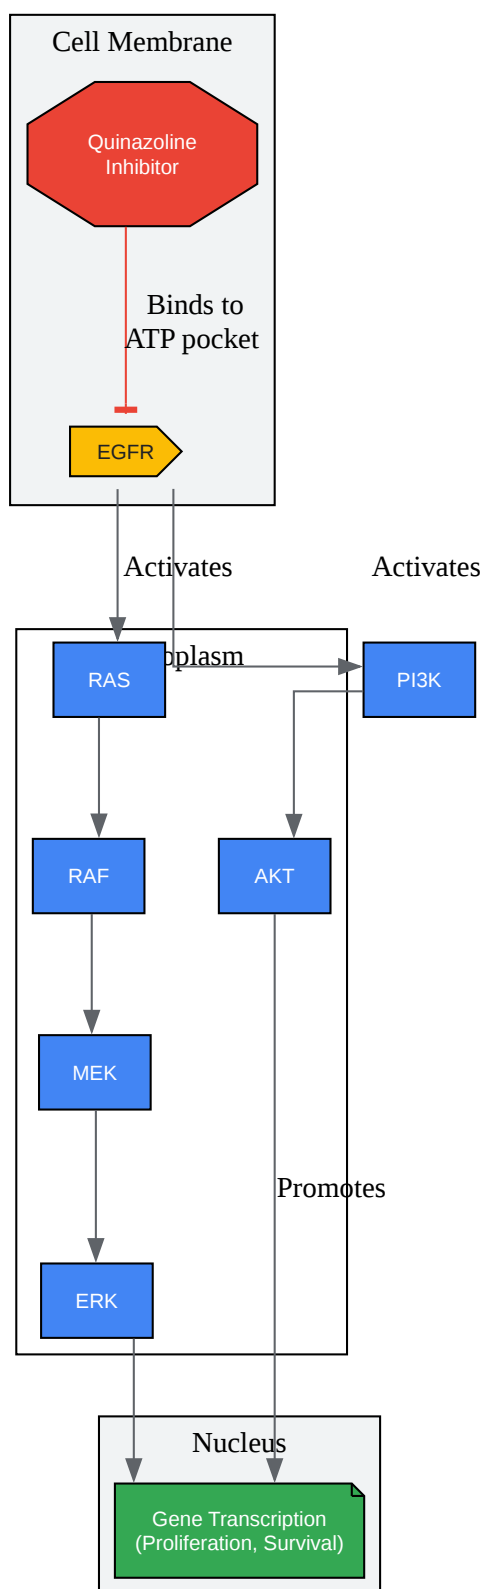 Cell Membrane
Quinazoline
Inhibitor
Binds to
ATP pocket
EGFR
Activates
Activates
oplasm
RAS
PI3K
RAF
AKT
MEK
Promotes
ERK
Nucleus
Gene Transcription
(Proliferation, Survival)